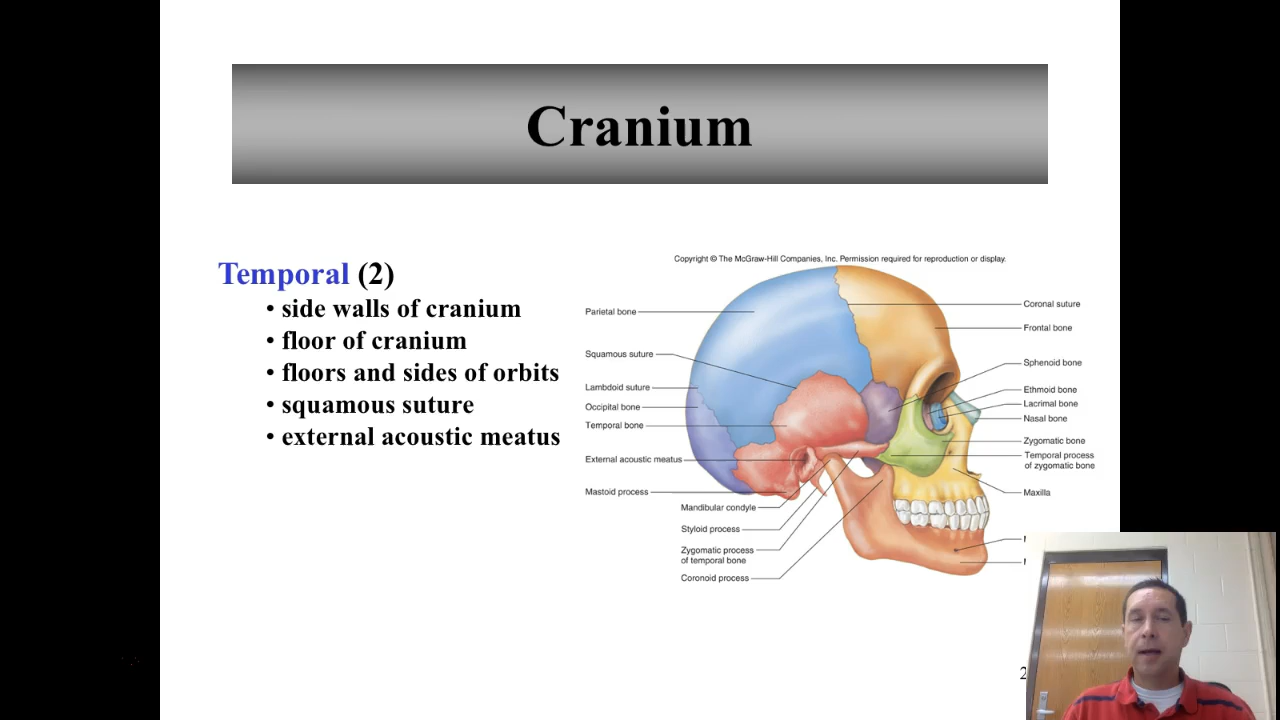 Cranium
Temporal (2)
• side walls of cranium
• floor of cranium
• floors and sides of orbits
• squamous suture
• external acoustic meatus
Copyright © The McGraw-Hill Companies, Inc. Permission required for reproduction or display.
Parietal bone
Squamous suture
Lambdoid suture
Occipital bone
Temporal bone
External acoustic meatus
Mastoid process
Mandibular condyle
Styloid process
Zygomatic process
of temporal bone
Coronoid process
Coronal suture
Frontal bone
Sphenoid bone
Ethmoid bone
Lacrimal bone
Nasal bone
Zygomatic bone
Temporal process
of zygomatic bone
Maxilla